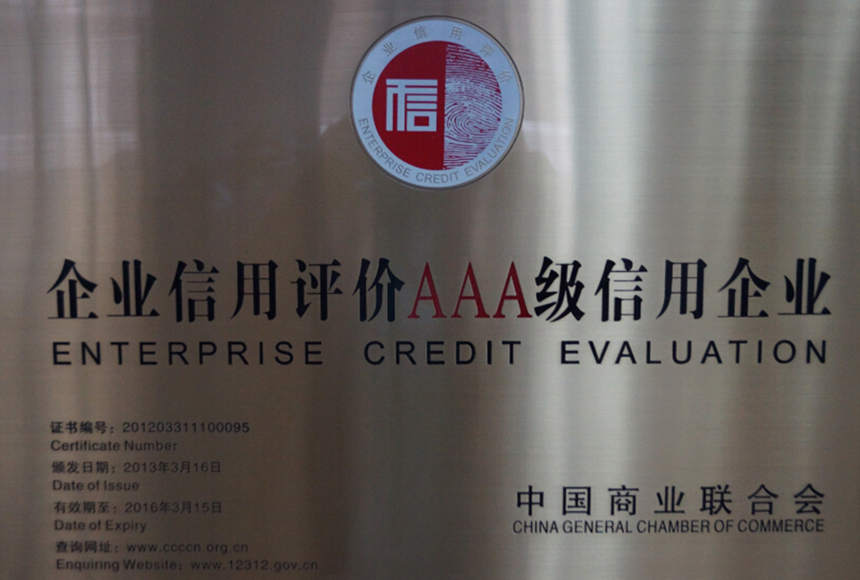 企业信用评价
信
ENTERPRISE CREDIT EVALUATION
企业信用评价AAA级信用企业
ENTERPRISE CREDIT EVALUATION
证书编号：201203311100095
Certificate Number
颁发日期：2013年3月16日
Date of Issue
有效期至：2016年3月15日
Date of Expiry
查询网址：www.ccccn.org.cn
Enquiring Website：www.12312.gov.cn
中国商业联合会
CHINA GENERAL CHAMBER OF COMMERCE